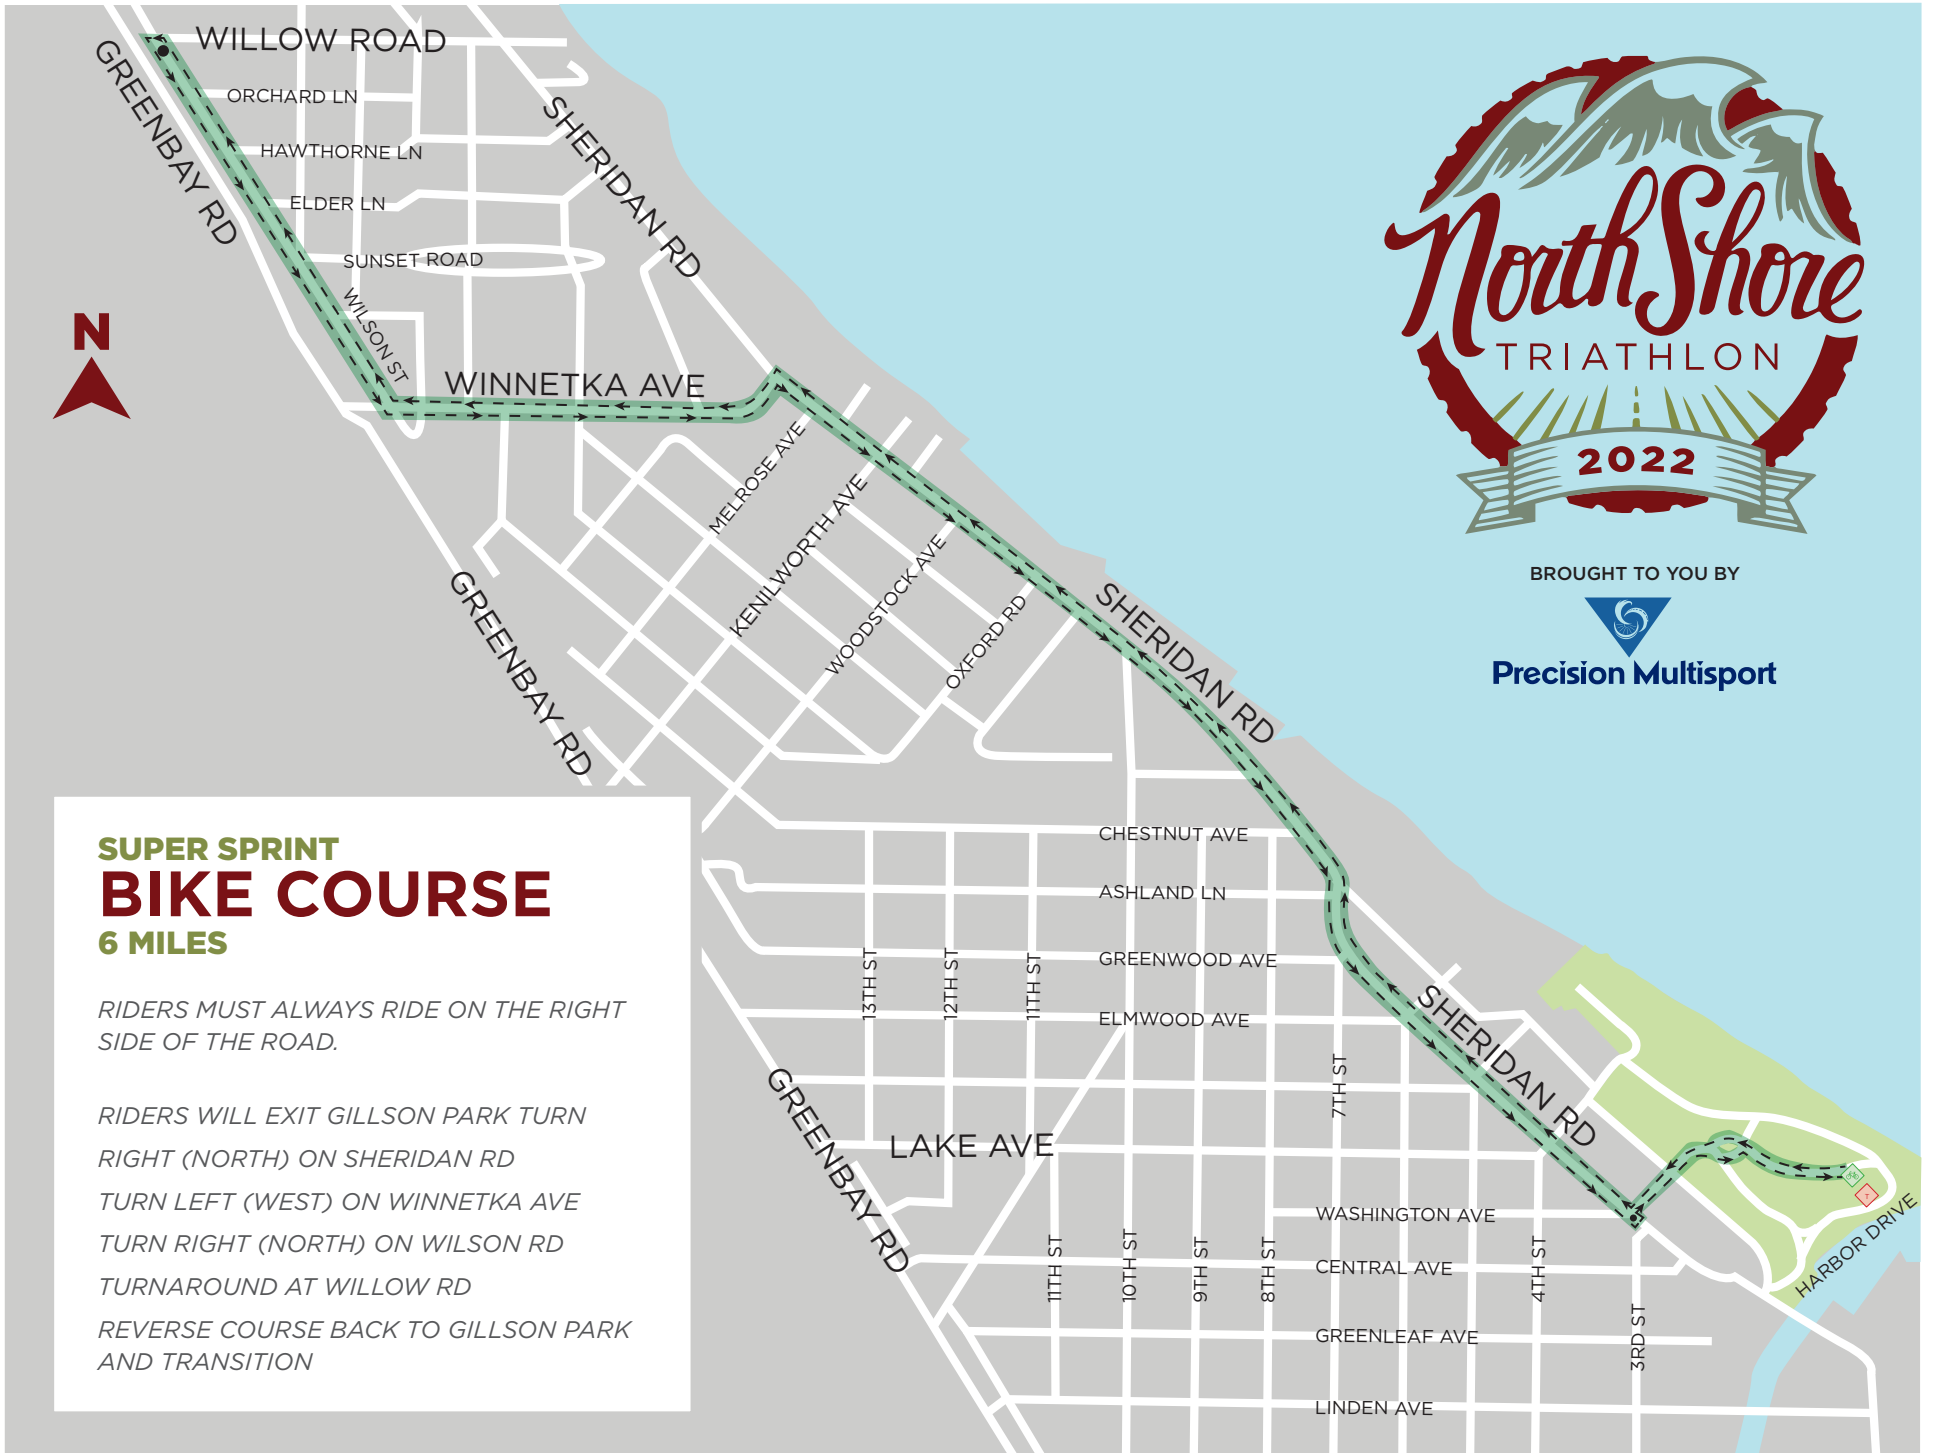 WILLOW ROAD
GREENBAY RD
ORCHARD LN
SHERIDAN RD
HAWTHORNE LN
ELDER LN
SUNSET ROAD
WILSON ST
N
WINNETKA AVE
North Shore
TRIATHLON
2022
BROUGHT TO YOU BY
Precision Multisport
MELROSE AVE
KENILWORTH AVE
WOODSTOCK AVE
OXFORD RD
GREENBAY RD
SHERIDAN RD
SUPER SPRINT
BIKE COURSE
6 MILES
RIDERS MUST ALWAYS RIDE ON THE RIGHT
SIDE OF THE ROAD.
RIDERS WILL EXIT GILLSON PARK TURN
RIGHT (NORTH) ON SHERIDAN RD
TURN LEFT (WEST) ON WINNETKA AVE
TURN RIGHT (NORTH) ON WILSON RD
TURNAROUND AT WILLOW RD
REVERSE COURSE BACK TO GILLSON PARK
AND TRANSITION
CHESTNUT AVE
ASHLAND LN
GREENWOOD AVE
13TH ST
12TH ST
11TH ST
ELMWOOD AVE
SHERIDAN RD
7TH ST
GREENBAY RD
LAKE AVE
T
HARBOR DRIVE
WASHINGTON AVE
11TH ST
10TH ST
9TH ST
8TH ST
CENTRAL AVE
4TH ST
3RD ST
GREENLEAF AVE
LINDEN AVE